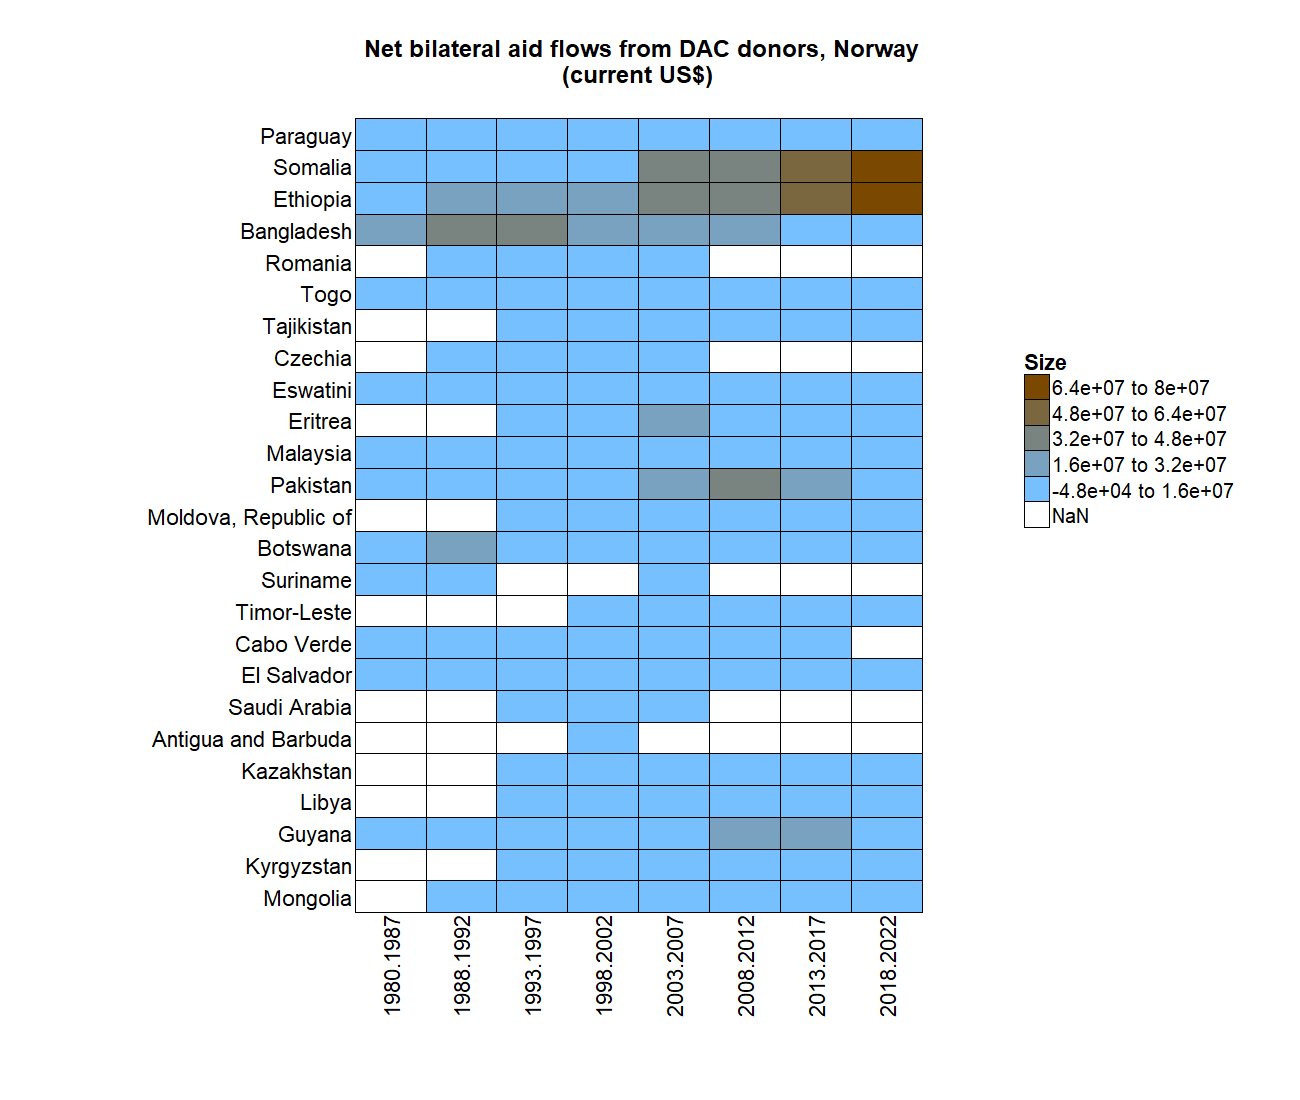 Net bilateral aid flows from DAC donors, Norway
(current US$)
Paraguay
Somalia
Ethiopia
Bangladesh
Romania
Togo
Tajikistan
Czechia
Eswatini
Eritrea
Malaysia
Pakistan
Moldova, Republic of
Botswana
Suriname
Timor-Leste
Cabo Verde
El Salvador
Saudi Arabia
Antigua and Barbuda
Kazakhstan
Libya
Guyana
Kyrgyzstan
Mongolia
1980.1987
1988.1992
1993.1997
1998.2002
2003.2007
2008.2012
2013.2017
2018.2022
Size
6.4e+07 to 8e+07
4.8e+07 to 6.4e+07
3.2e+07 to 4.8e+07
1.6e+07 to 3.2e+07
-4.8e+04 to 1.6e+07
NaN